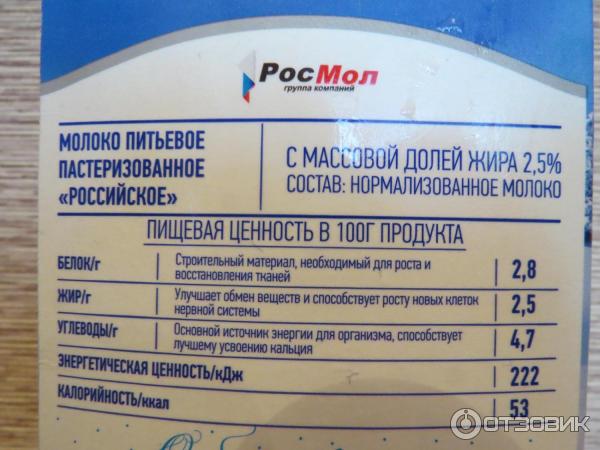 РосМол
группа компаний
МОЛОКО ПИТЬЕВОЕ
ПАСТЕРИЗОВАННОЕ
«РОССИЙСКОЕ»
С МАССОВОЙ ДОЛЕЙ ЖИРА 2,5%
СОСТАВ: НОРМАЛИЗОВАННОЕ МОЛОКО
ПИЩЕВАЯ ЦЕННОСТЬ В 100Г ПРОДУКТА
БЕЛОК/г Строительный материал, необходимый для роста и 2,8
восстановления тканей
ЖИР/г Улучшает обмен веществ и способствует росту новых клеток 2,5
нервной системы
УГЛЕВОДЫ/г Основной источник энергии для организма, способствует 4,7
лучшему усвоению кальция
ЭНЕРГЕТИЧЕСКАЯ ЦЕННОСТЬ/кДж 222
КАЛОРИЙНОСТЬ/ккал 53
ОТЗОВИК